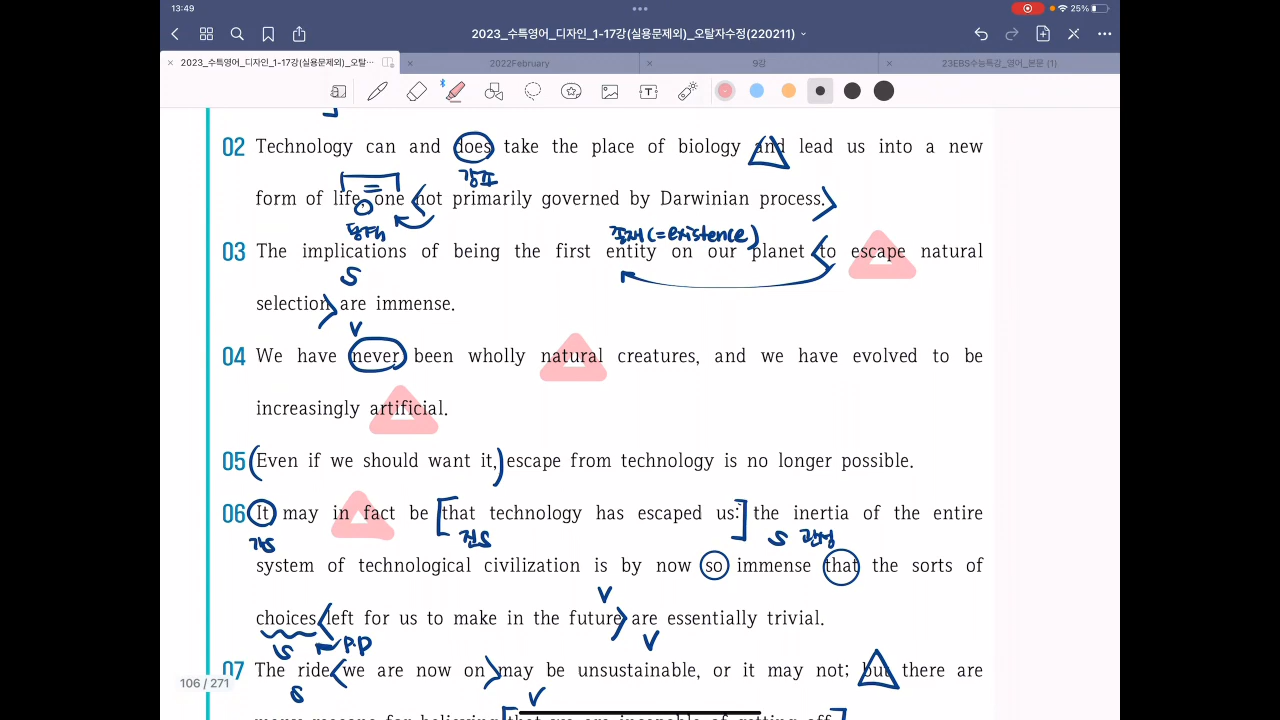 13:49
25%
2023_수특영어_디자인_1-17강(실용문제외)_오탈자수정(220211)
2023_수특영어_디자인_1-17강(실용문제외)_오탈...
2022February
9강
23EBS수능특강_영어_본문 (1)
02 Technology can and does take the place of biology and lead us into a new
강조
form of life, one not primarily governed by Darwinian process.
동격
존재(=existence)
03 The implications of being the first entity on our planet to escape natural
S
selection are immense.
V
04 We have never been wholly natural creatures, and we have evolved to be
increasingly artificial.
05 Even if we should want it, escape from technology is no longer possible.
06 It may in fact be that technology has escaped us: the inertia of the entire
가S 진S S 관성
system of technological civilization is by now so immense that the sorts of
V
choices left for us to make in the future are essentially trivial.
S P.P V
07 The ride we are now on may be unsustainable, or it may not; but there are
106 / 271
S V
many reasons for believing that we are incapable of getting off.